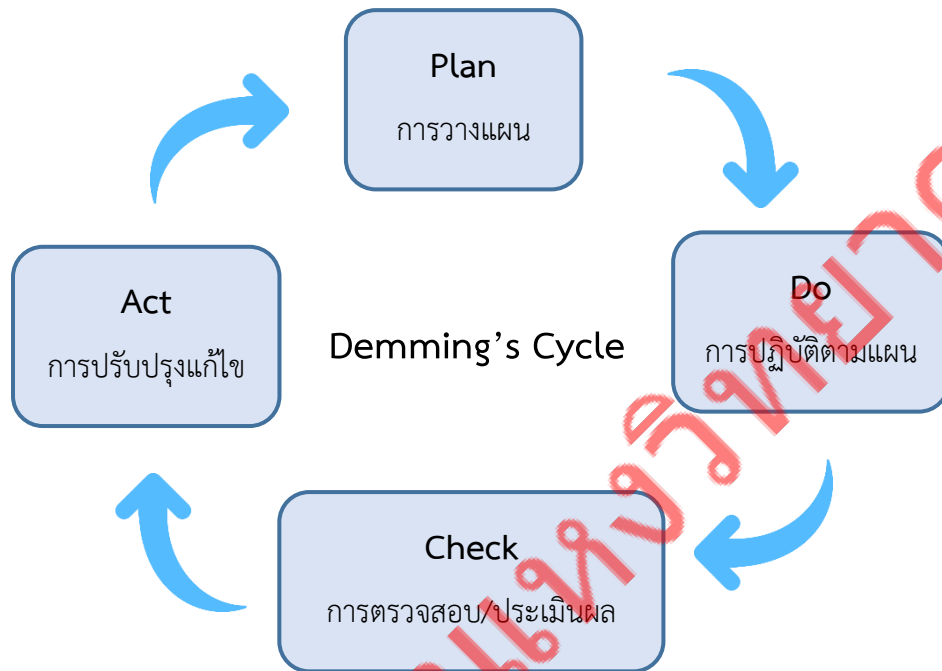 Plan
การวางแผน
Do
การปฏิบัติตามแผน
Check
การตรวจสอบ/ประเมินผล
Act
การปรับปรุงแก้ไข
Demming’s Cycle